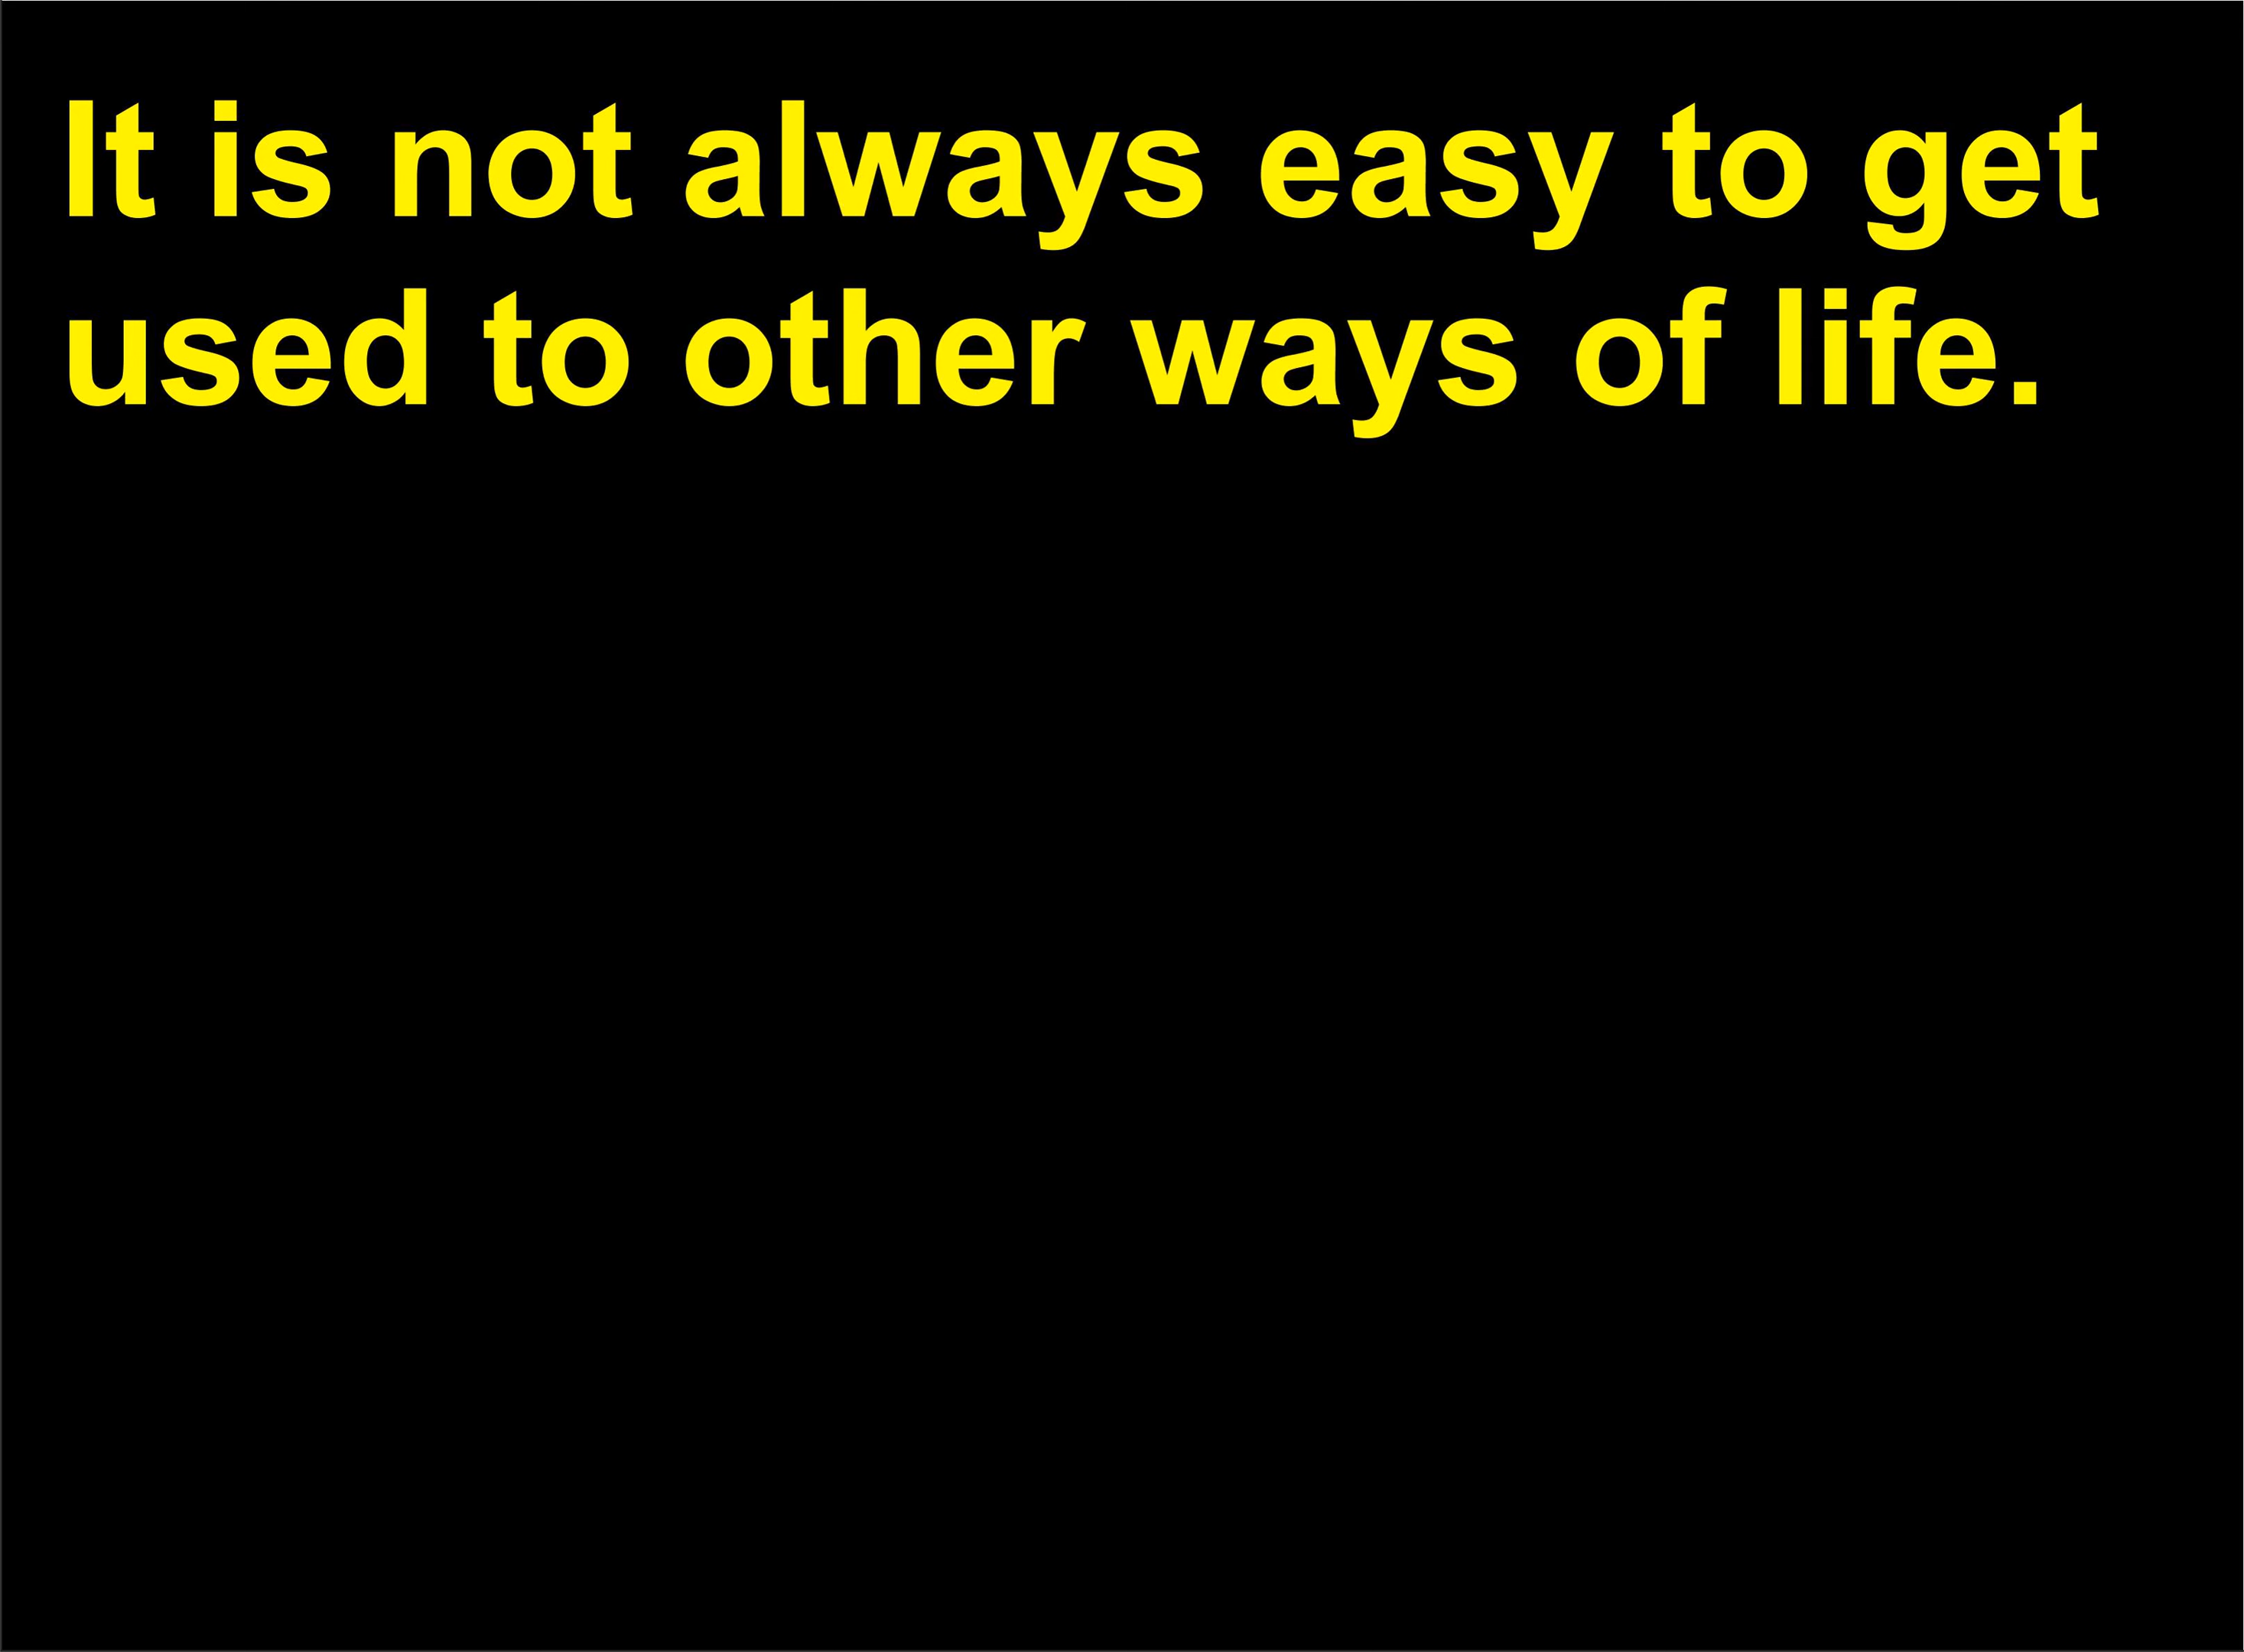 It is not always easy to get
used to other ways of life.